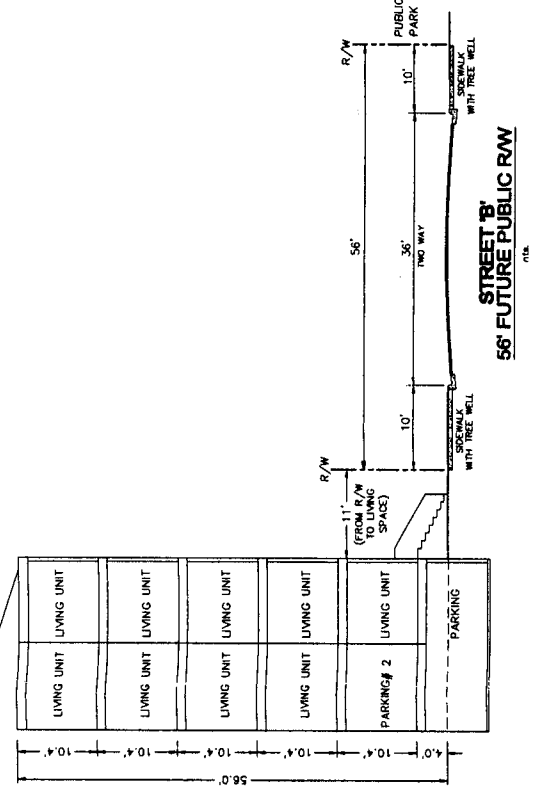 PUBLIC
PARK
R/W
R/W
56'
10'
36'
10'
TWO WAY
11'
(FROM R/W
TO LIVING
SPACE)
SIDEWALK
WITH TREE WELL
SIDEWALK
WITH TREE WELL
LIVING UNIT
LIVING UNIT
LIVING UNIT
LIVING UNIT
LIVING UNIT
LIVING UNIT
LIVING UNIT
LIVING UNIT
PARKING# 2
LIVING UNIT
PARKING
10.4'
10.4'
10.4'
10.4'
10.4'
4.0'
56.0'
STREET 'B'
56' FUTURE PUBLIC R/W
nts